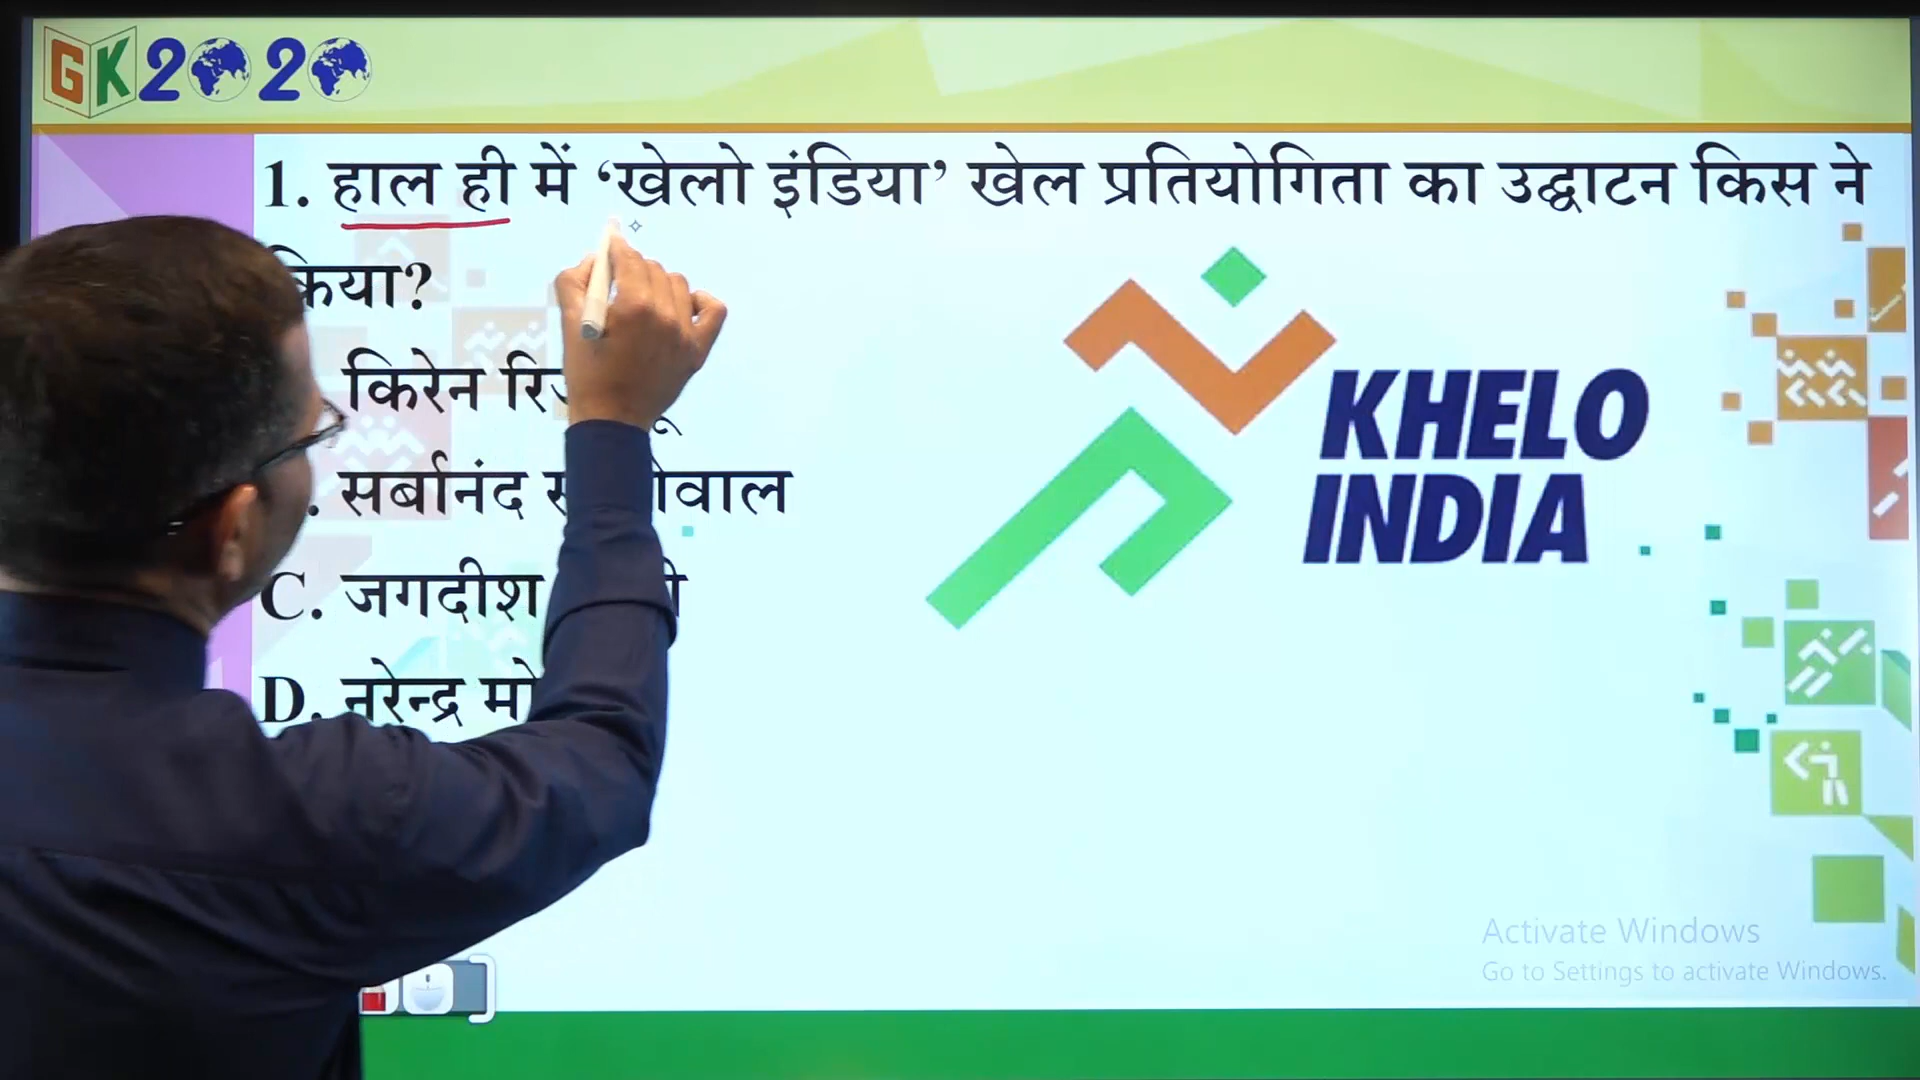 GK2020
1. हाल ही में ‘खेलो इंडिया’ खेल प्रतियोगिता का उद्घाटन किस ने
किया?
किरेन
सर्बानंद
C. जगदीश
D. नरेन्द्र
KHELO
INDIA
Activate Windows
Go to Settings to activate Windows.